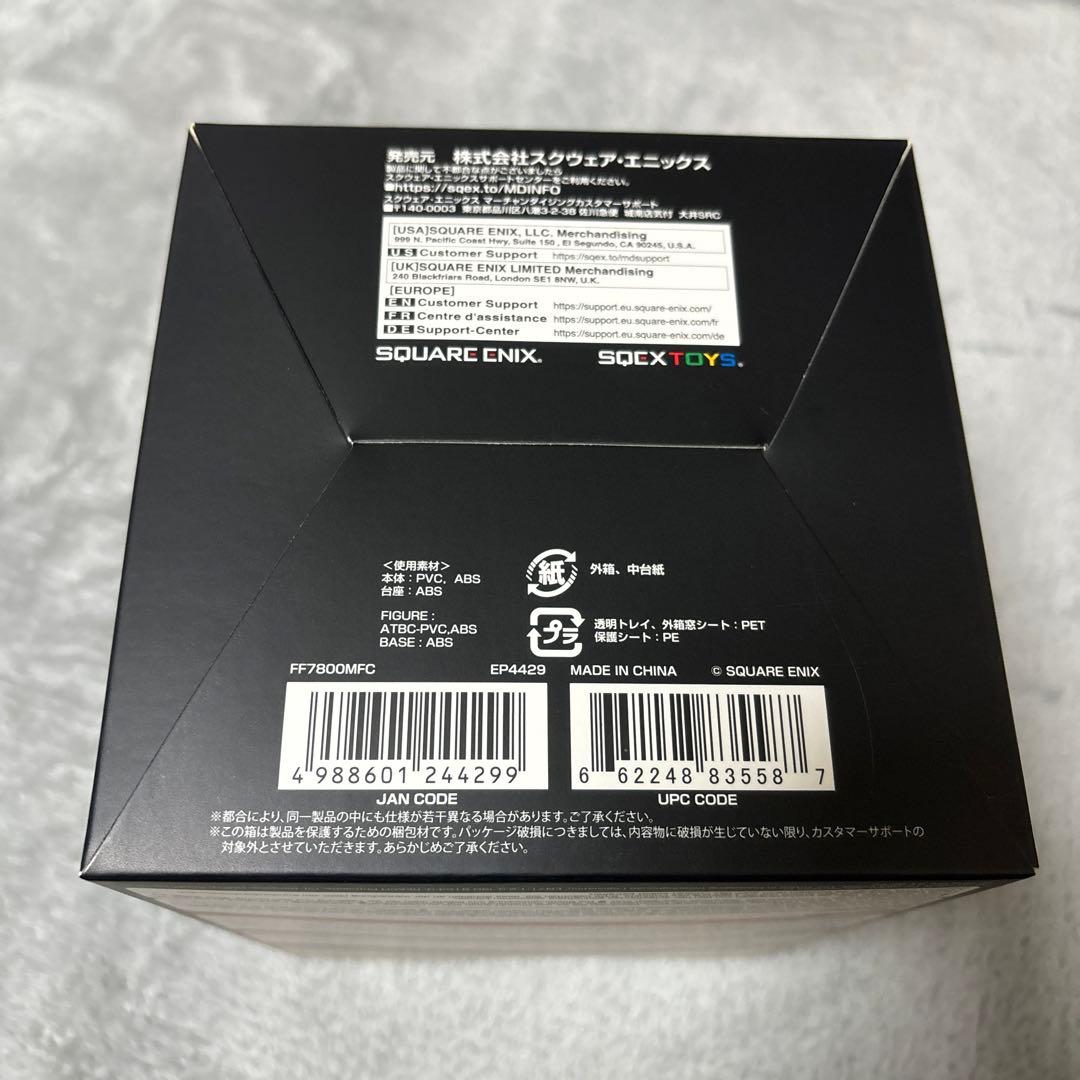 発売元 株式会社スクウェア・エニックス
製品に関して不都合な点がございましたら
スクウェア・エニックスサポートセンターをご利用ください。
https://sqex.to/MDINFO
スクウェア・エニックス マーチャンダイジングカスタマーサポート
〒140-0003 東京都品川区八潮3-2-38 佐川急便 城南店気付 大井SRC
[USA]SQUARE ENIX, LLC. Merchandising
999 N. Pacific Coast Hwy, Suite 150 , El Segundo, CA 90245, U.S.A.
US Customer Support https://sqex.to/mdsupport
[UK]SQUARE ENIX LIMITED Merchandising
240 Blackfriars Road, London SE1 8NW, U.K.
[EUROPE]
EN Customer Support https://support.eu.square-enix.com/
FR Centre d'assistance https://support.eu.square-enix.com/fr
DE Support-Center https://support.eu.square-enix.com/de
SQUARE ENIX. SQEX TOYS.
＜使用素材＞
本体：PVC, ABS
台座：ABS
FIGURE :
ATBC-PVC,ABS
BASE : ABS
紙 外箱、中台紙
プラ 透明トレイ、外箱窓シート：PET
保護シート：PE
FF7800MFC EP4429 MADE IN CHINA © SQUARE ENIX
4 988601 244299
6 62248 83558 7
JAN CODE UPC CODE
※都合により、同一製品の中にも仕様が若干異なる場合があります。ご了承ください。
※この箱は製品を保護するための梱包材です。パッケージ破損につきましては、内容物に破損が生じていない限り、カスタマーサポートの
対象外とさせていただきます。あらかじめご了承ください。